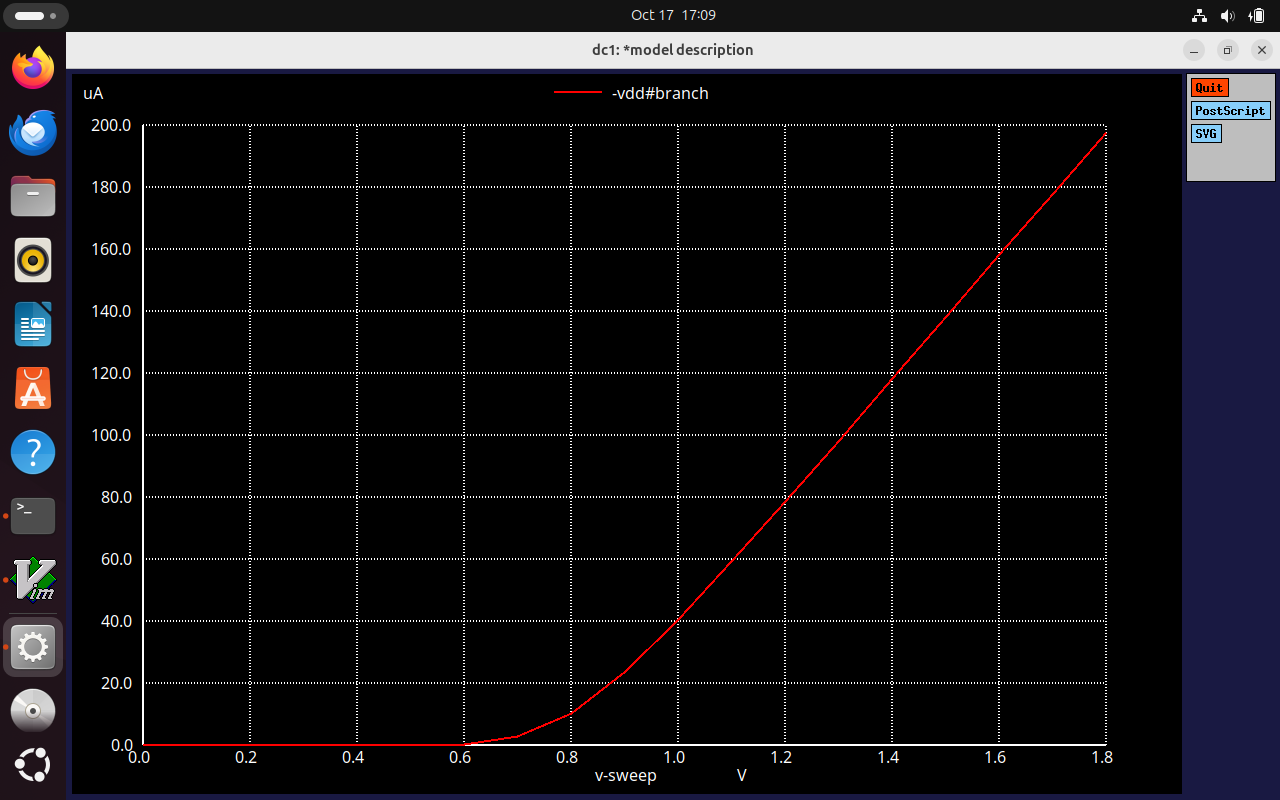 Oct 17 17:09
dc1: *model description
uA
-vdd#branch
Quit
PostScript
SVG
200.0
180.0
160.0
140.0
120.0
100.0
80.0
60.0
40.0
20.0
0.0
0.0 0.2 0.4 0.6 0.8 1.0 1.2 1.4 1.6 1.8
v-sweep V
A
?
>_
Vim